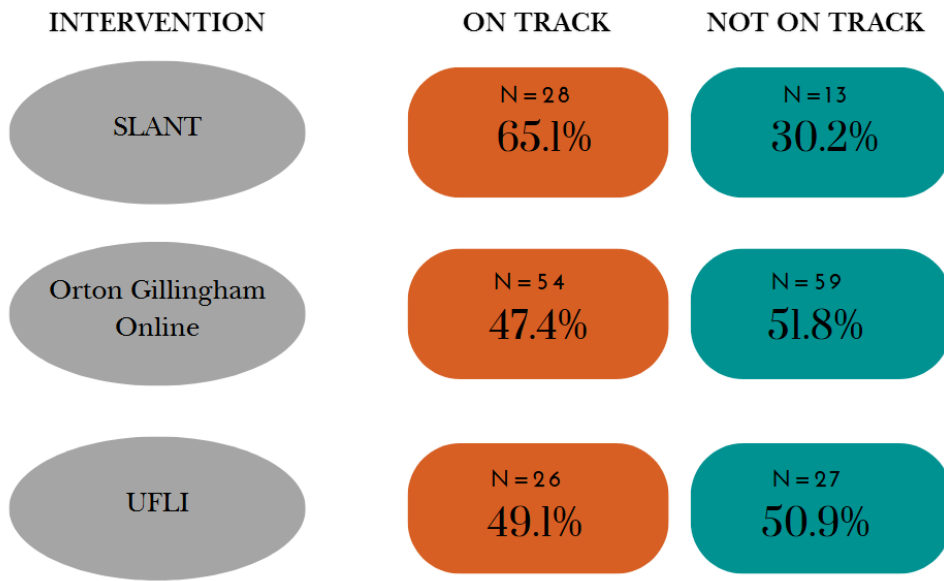 INTERVENTION ON TRACK NOT ON TRACK
SLANT
N=28
65.1%
N=13
30.2%
Orton Gillingham
Online
N=54
47.4%
N=59
51.8%
UFLI
N=26
49.1%
N=27
50.9%